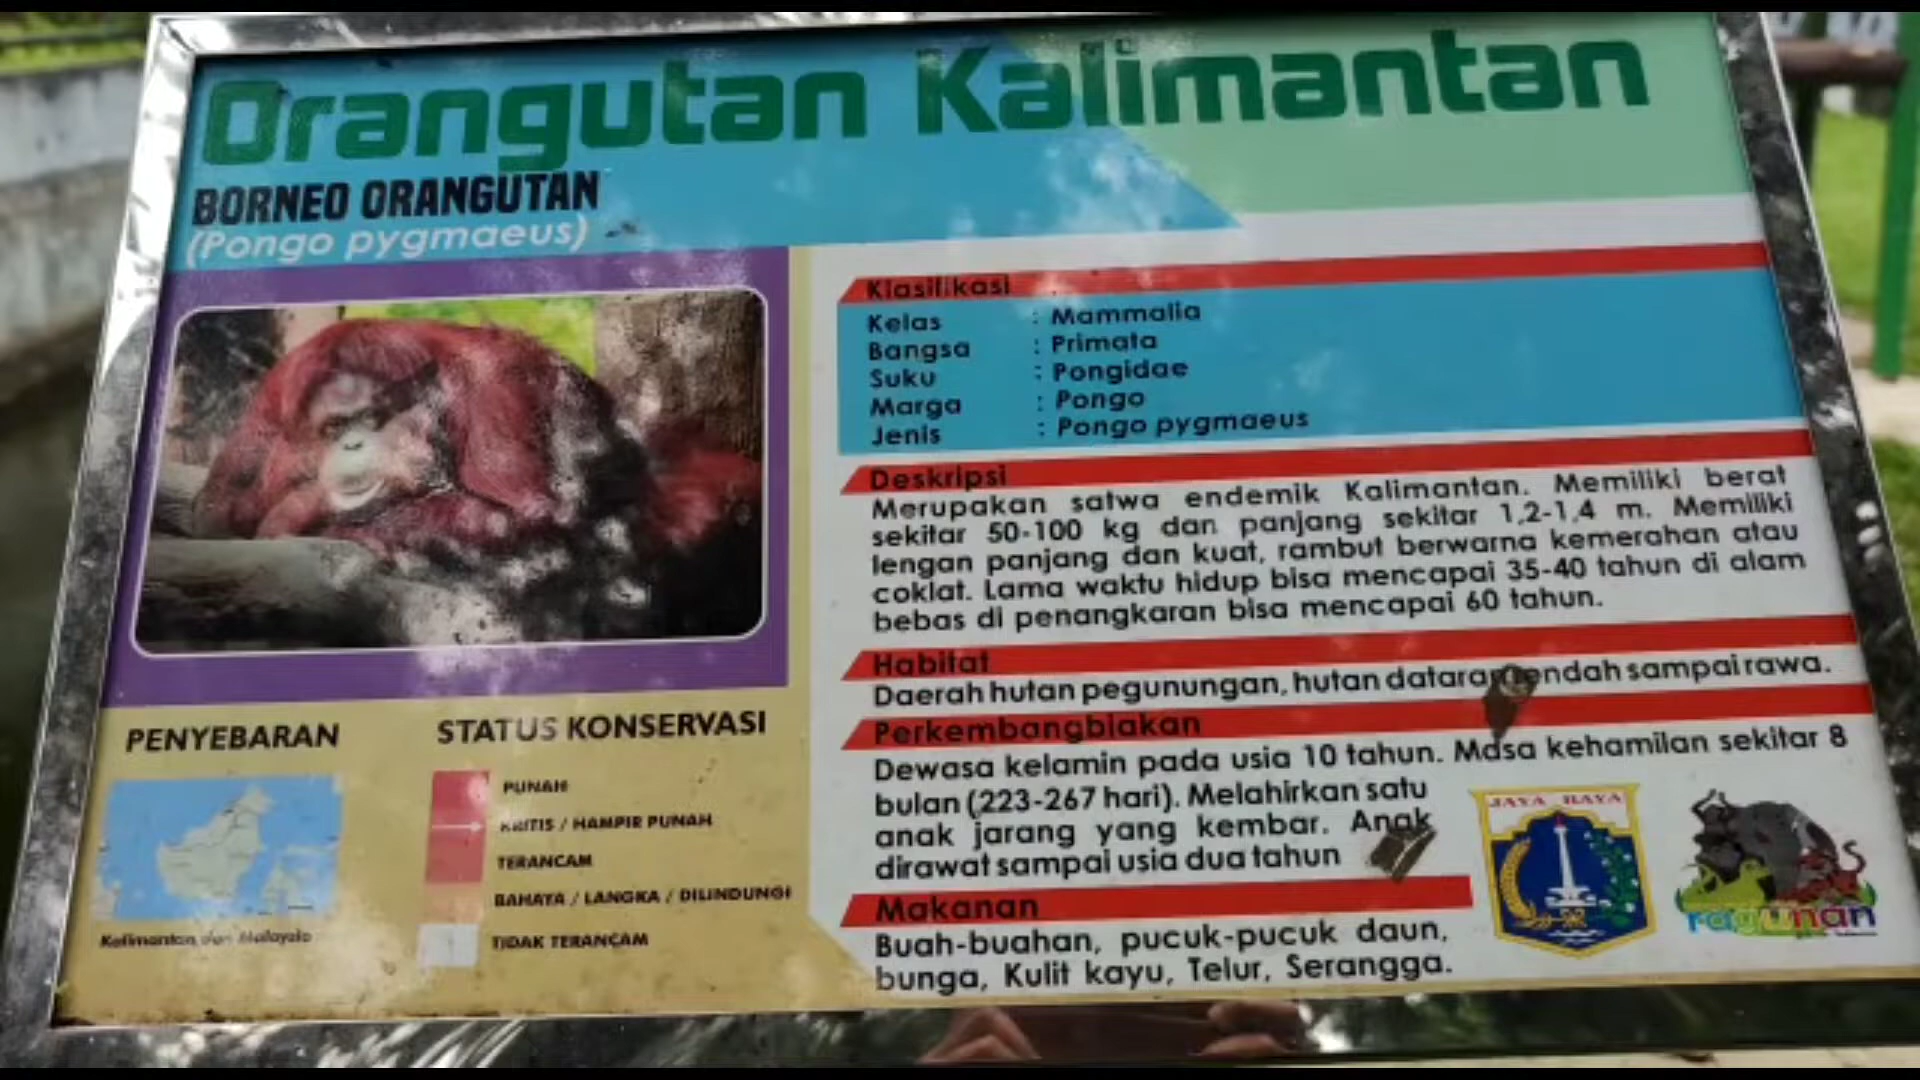 Orangutan Kalimantan
BORNEO ORANGUTAN
(Pongo pygmaeus)
Klasifikasi
Kelas : Mammalia
Bangsa : Primata
Suku : Pongidae
Marga : Pongo
Jenis : Pongo pygmaeus
Deskripsi
Merupakan satwa endemik Kalimantan. Memiliki berat
sekitar 50-100 kg dan panjang sekitar 1,2-1,4 m. Memiliki
lengan panjang dan kuat, rambut berwarna kemerahan atau
coklat. Lama waktu hidup bisa mencapai 35-40 tahun di alam
bebas di penangkaran bisa mencapai 60 tahun.
Habitat
Daerah hutan pegunungan, hutan dataran rendah sampai rawa.
Perkembangbiakan
Dewasa kelamin pada usia 10 tahun. Masa kehamilan sekitar 8
bulan (223-267 hari). Melahirkan satu
anak jarang yang kembar. Anak
dirawat sampai usia dua tahun
Makanan
Buah-buahan, pucuk-pucuk daun,
bunga, Kulit kayu, Telur, Serangga.
PENYEBARAN
Kalimantan dan Malaysia
STATUS KONSERVASI
PUNAH
KRITIS / HAMPIR PUNAH
TERANCAM
BAHAYA / LANGKA / DILINDUNGI
TIDAK TERANCAM
JAYA RAYA
ragunan